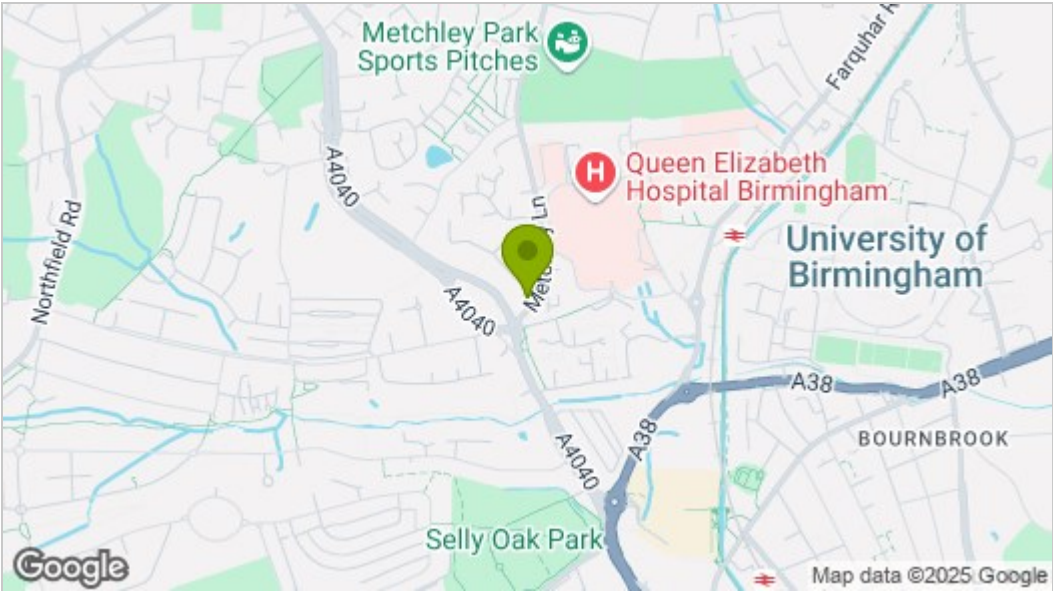 Metchley Park
Sports Pitches
Farquhar R
A4040
Queen Elizabeth
Hospital Birmingham
H
Northfield Rd
Ln
University of
Birmingham
A4040
A38
A38
A38
BOURNBROOK
A4040
Selly Oak Park
Google
Map data ©2025 Google